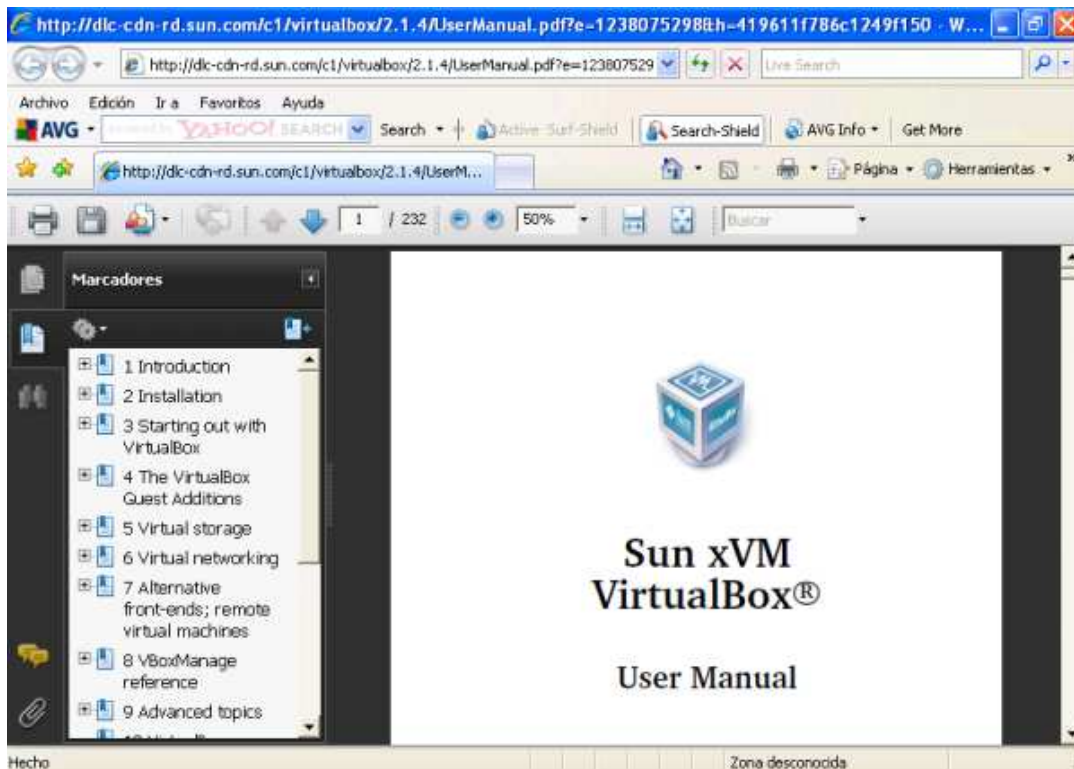 http://dlc-cdn-rd.sun.com/c1/virtualbox/2.1.4/UserManual.pdf?e=1238075298&h=419611f786c1249f150 - W...
http://dlc-cdn-rd.sun.com/c1/virtualbox/2.1.4/UserManual.pdf?e=123807529
Live Search
Archivo Edición Ir a Favoritos Ayuda
AVG YAHOO! SEARCH Search Active Surf-Shield Search-Shield AVG Info Get More
http://dlc-cdn-rd.sun.com/c1/virtualbox/2.1.4/UserM...
Página Herramientas
1 / 232 50% Buscar
Marcadores
1 Introduction
2 Installation
3 Starting out with
VirtualBox
4 The VirtualBox
Guest Additions
5 Virtual storage
6 Virtual networking
7 Alternative
front-ends; remote
virtual machines
8 VBoxManage
reference
9 Advanced topics
Sun xVM
VirtualBox®
User Manual
Hecho
Zona desconocida